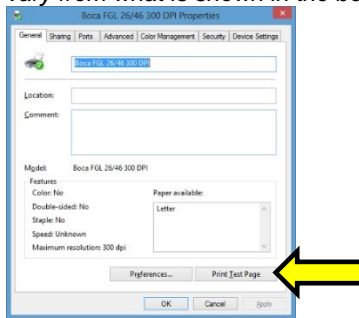 vary from what is shown in the be
Boca FGL 26/46 300 DPI Properties
General Sharing Ports Advanced Color Management Security Device Settings
Boca FGL 26/46 300 DPI
Location:
Comment:
Model: Boca FGL 26/46 300 DPI
Features
Color: No Paper available:
Double-sided: No Letter
Staple: No
Speed: Unknown
Maximum resolution: 300 dpi
Preferences... Print Test Page
OK Cancel Apply